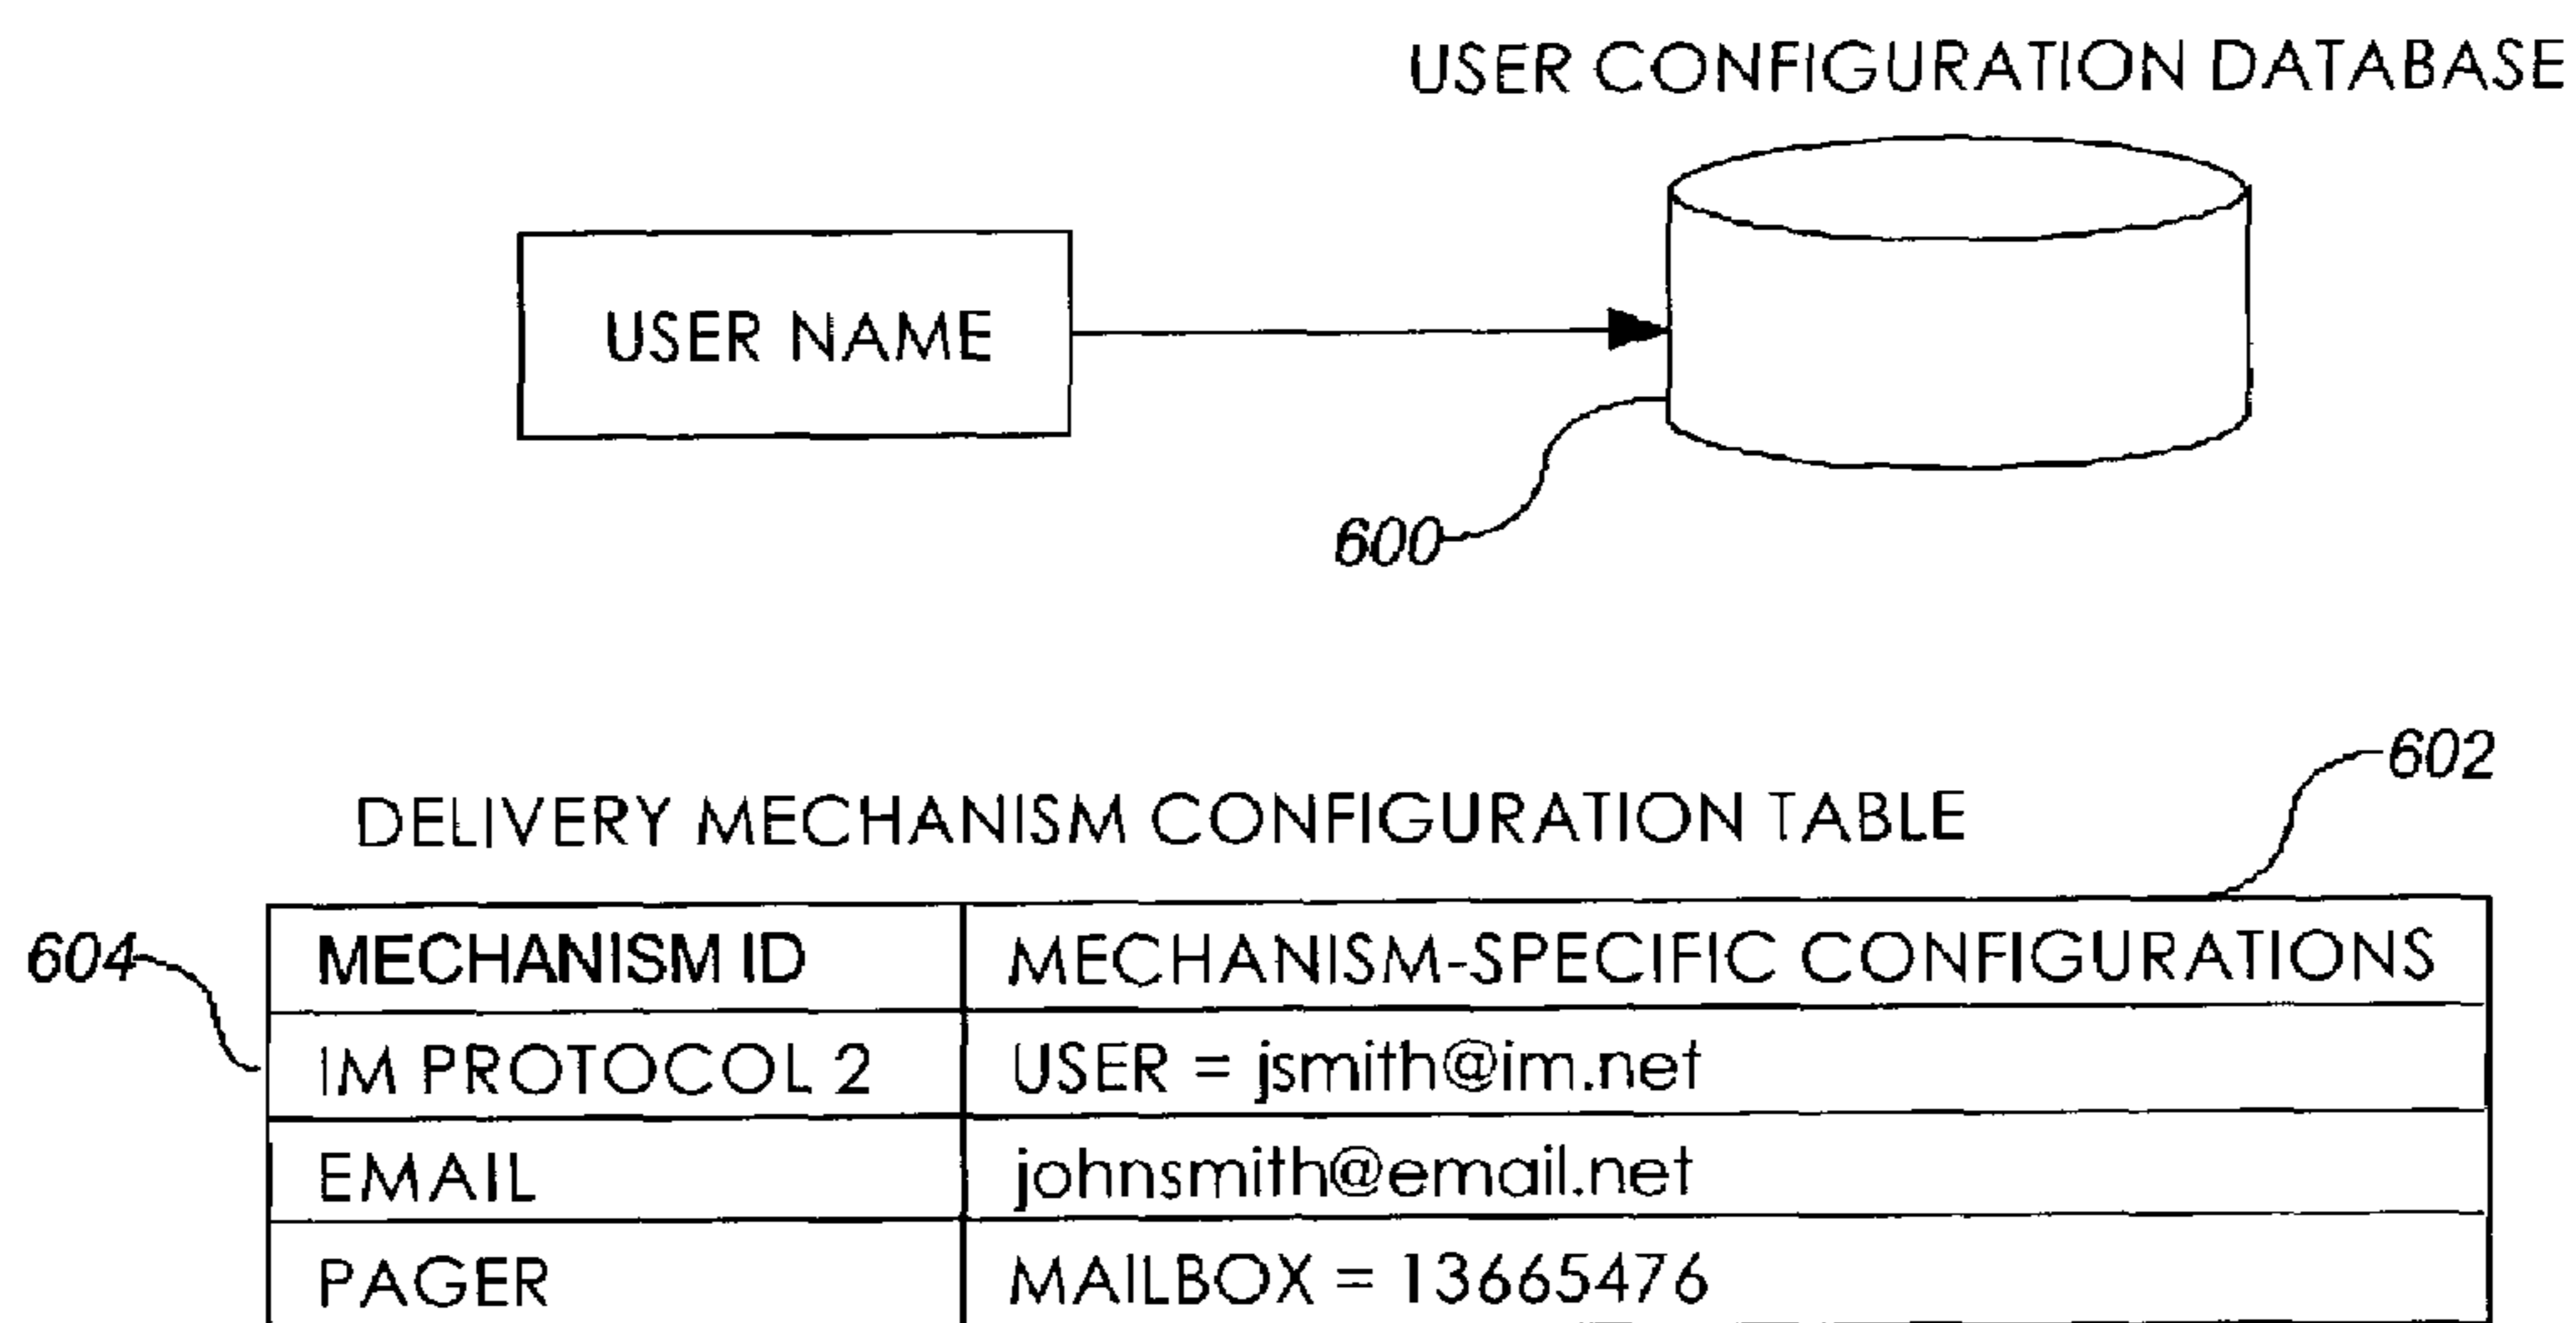 USER CONFIGURATION DATABASE
USER NAME
600
602
DELIVERY MECHANISM CONFIGURATION TABLE
604
MECHANISM ID MECHANISM-SPECIFIC CONFIGURATIONS
IM PROTOCOL 2 USER = jsmith@im.net
EMAIL johnsmith@email.net
PAGER MAILBOX = 13665476